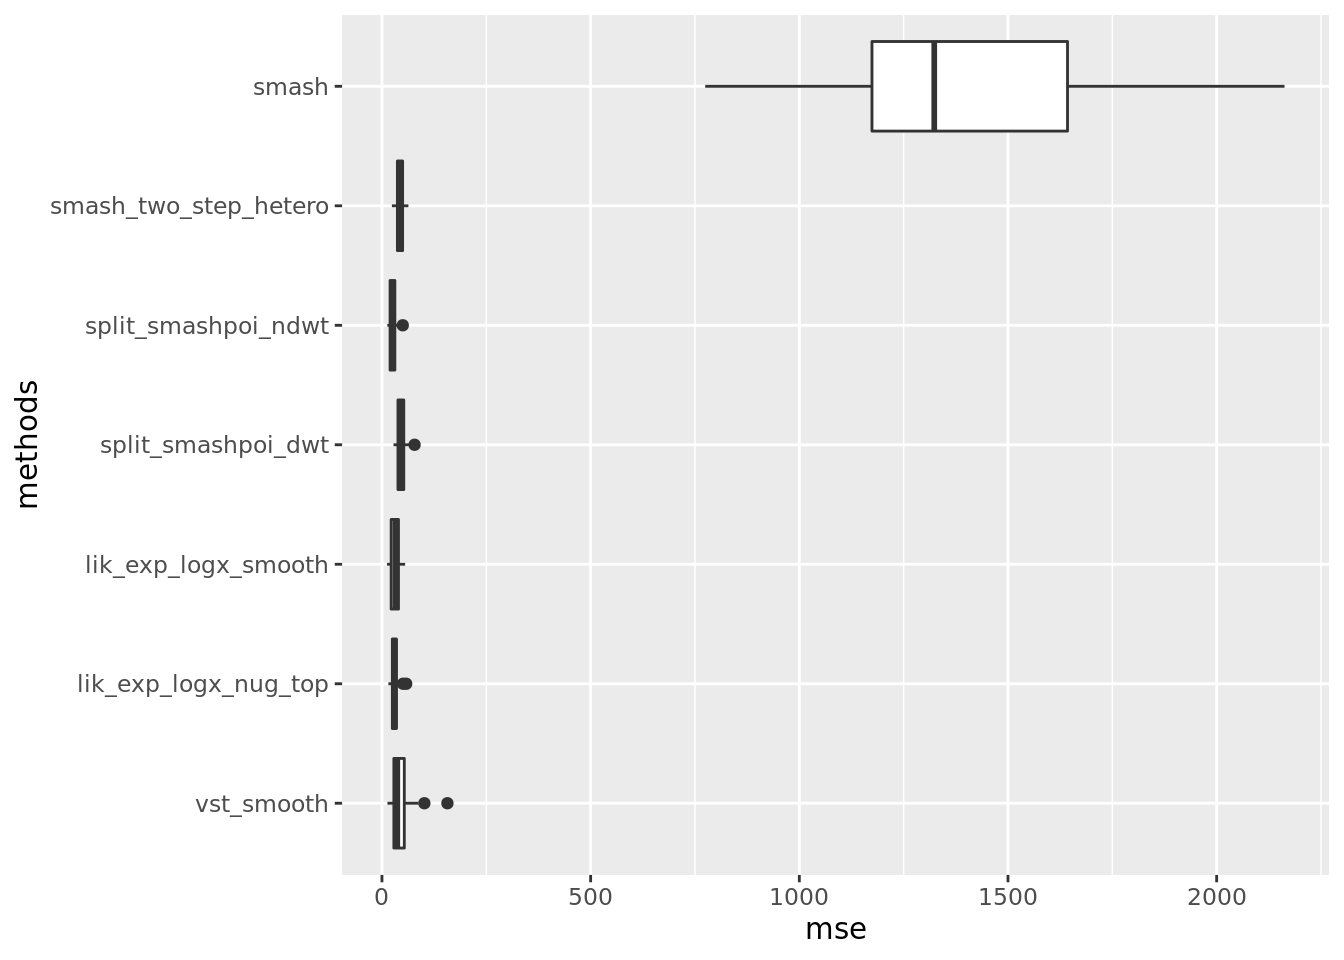 smash
smash_two_step_hetero
split_smashpoi_ndwt
split_smashpoi_dwt
lik_exp_logx_smooth
lik_exp_logx_nug_top
vst_smooth
methods
0 500 1000 1500 2000
mse